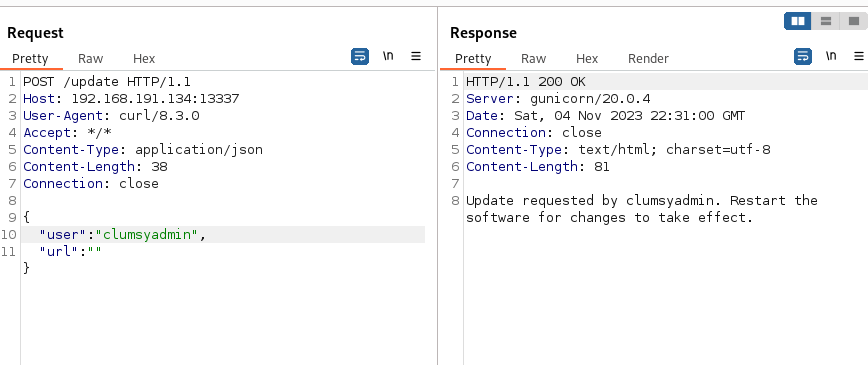 Request
Pretty Raw Hex \n
1 POST /update HTTP/1.1
2 Host: 192.168.191.134:13337
3 User-Agent: curl/8.3.0
4 Accept: */*
5 Content-Type: application/json
6 Content-Length: 38
7 Connection: close
8
9 {
10 "user":"clumsyadmin",
11 "url":""
}
Response
Pretty Raw Hex Render \n
1 HTTP/1.1 200 OK
2 Server: gunicorn/20.0.4
3 Date: Sat, 04 Nov 2023 22:31:00 GMT
4 Connection: close
5 Content-Type: text/html; charset=utf-8
6 Content-Length: 81
7
8 Update requested by clumsyadmin. Restart the
software for changes to take effect.